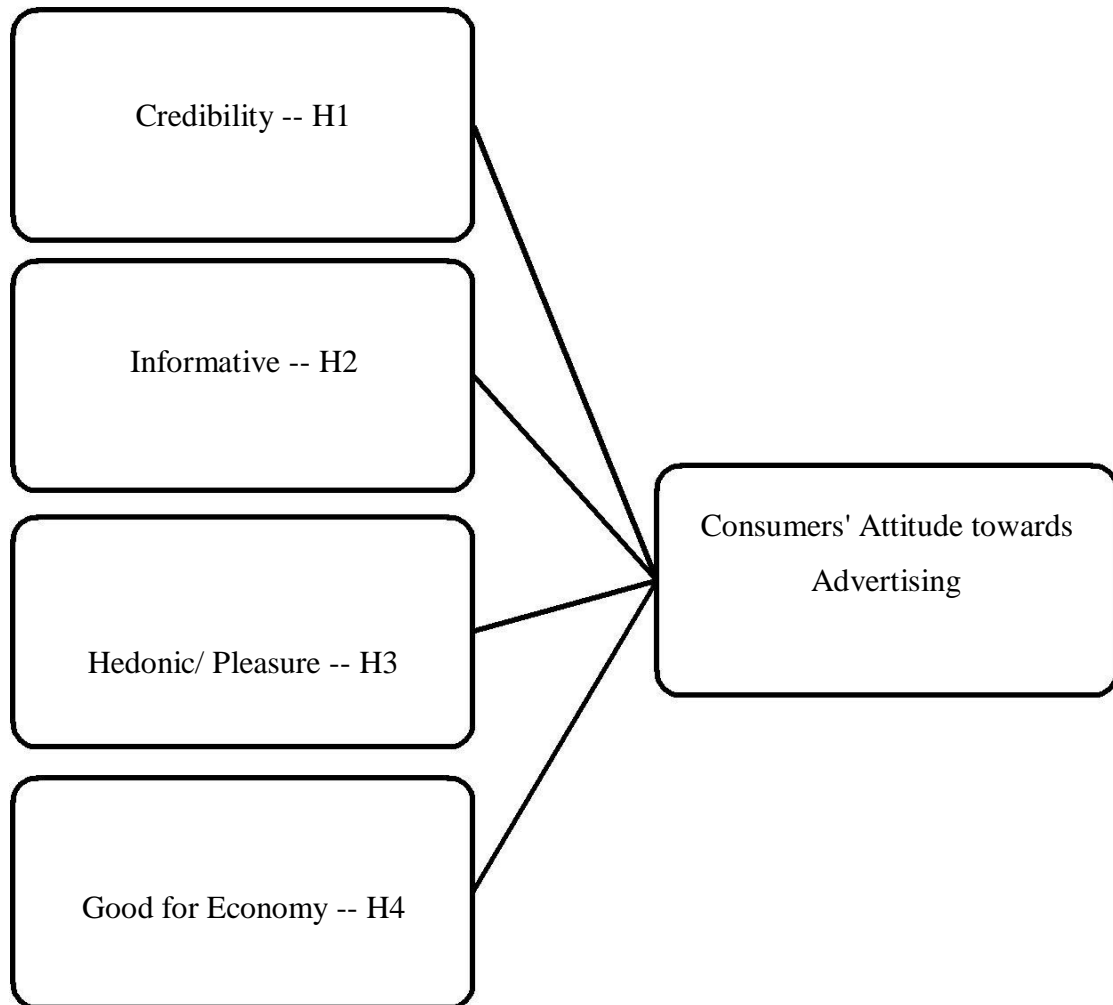 Credibility -- H1
Informative -- H2
Hedonic/ Pleasure -- H3
Good for Economy -- H4
Consumers' Attitude towards
Advertising